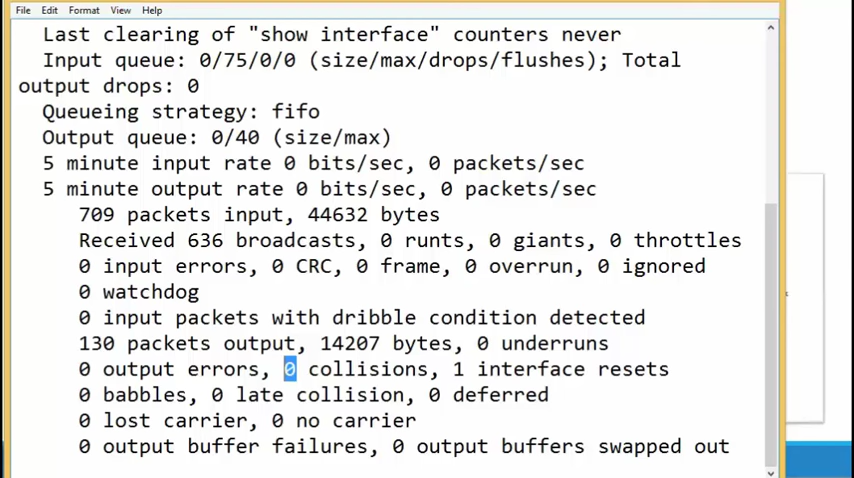 File Edit Format View Help
Last clearing of "show interface" counters never
Input queue: 0/75/0/0 (size/max/drops/flushes); Total
output drops: 0
Queueing strategy: fifo
Output queue: 0/40 (size/max)
5 minute input rate 0 bits/sec, 0 packets/sec
5 minute output rate 0 bits/sec, 0 packets/sec
709 packets input, 44632 bytes
Received 636 broadcasts, 0 runts, 0 giants, 0 throttles
0 input errors, 0 CRC, 0 frame, 0 overrun, 0 ignored
0 watchdog
0 input packets with dribble condition detected
130 packets output, 14207 bytes, 0 underruns
0 output errors, 0 collisions, 1 interface resets
0 babbles, 0 late collision, 0 deferred
0 lost carrier, 0 no carrier
0 output buffer failures, 0 output buffers swapped out